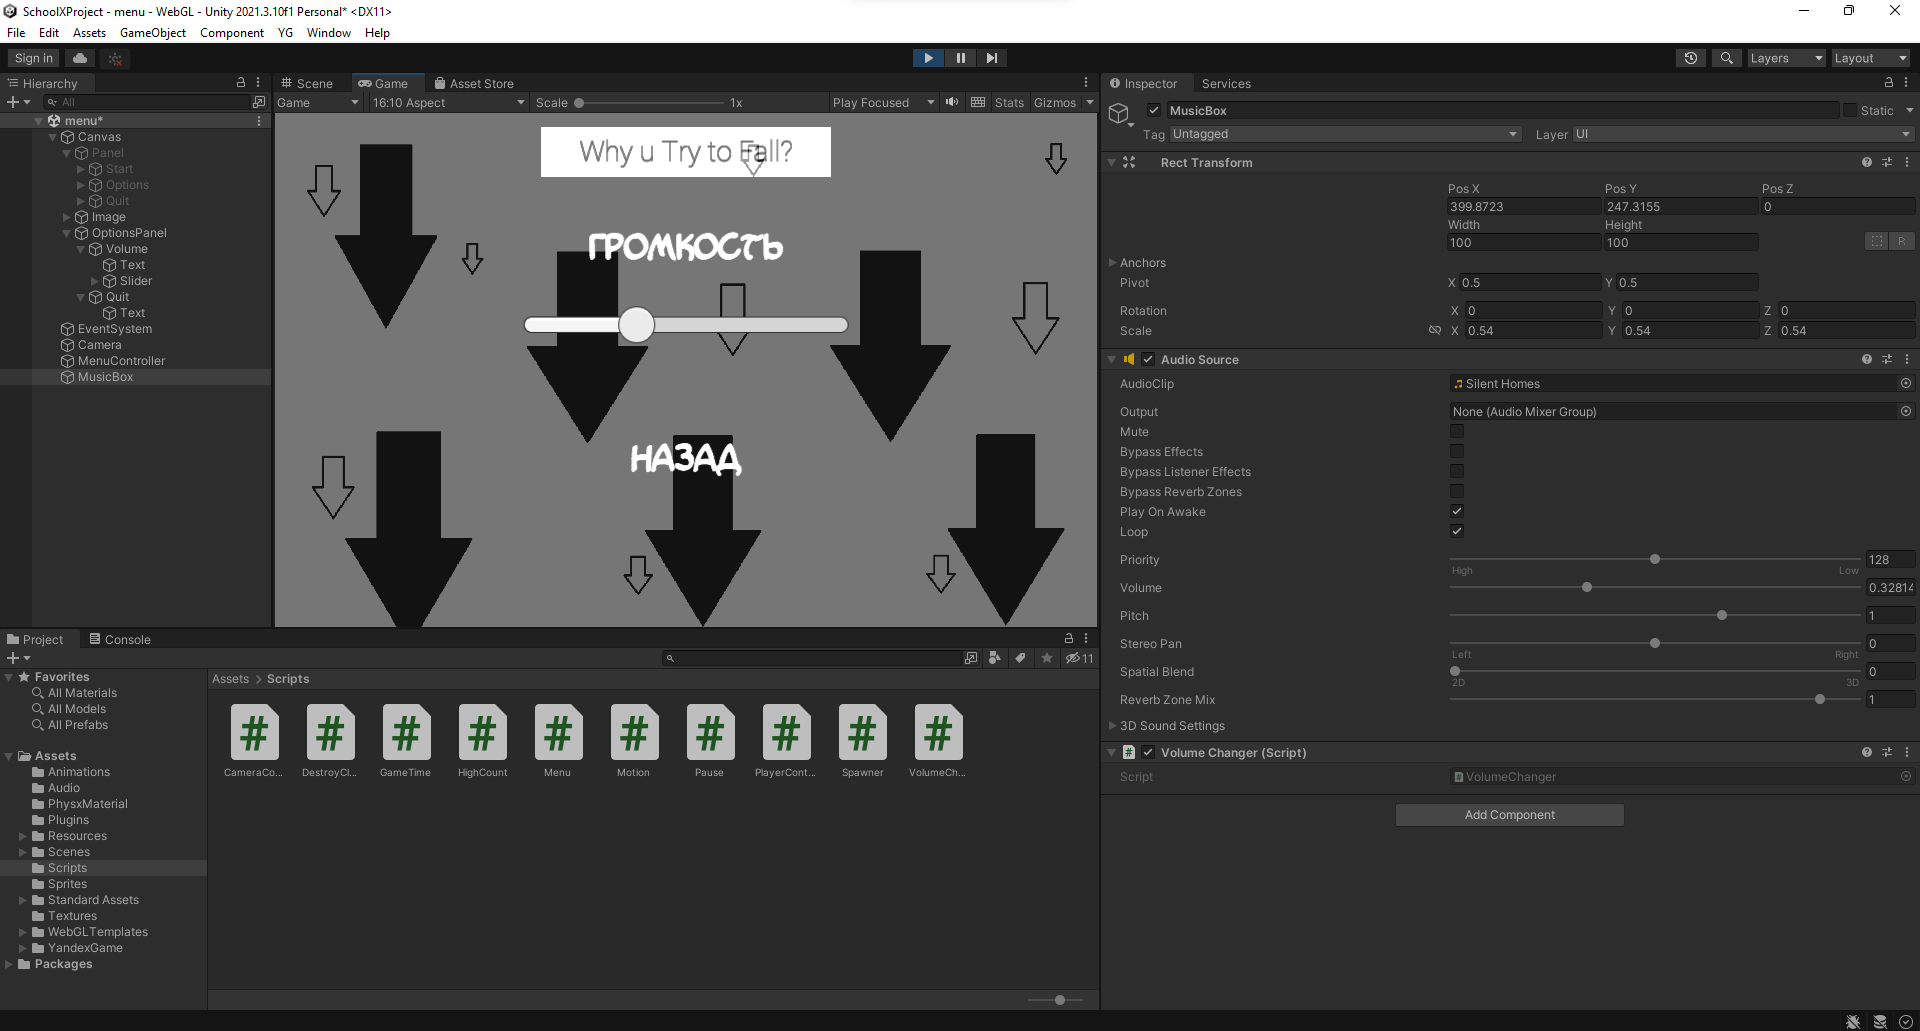 SchoolXProject - menu - WebGL - Unity 2021.3.10f1 Personal* <DX11>
File Edit Assets GameObject Component YG Window Help
Sign in
Layers
Layout
Hierarchy
All
menu*
Canvas
Panel
Start
Options
Quit
Image
OptionsPanel
Volume
Text
Slider
Quit
Text
EventSystem
Camera
MenuController
MusicBox
Scene Game Asset Store
Game 16:10 Aspect Scale 1x Play Focused Stats Gizmos
Why u Try to Fall?
ГРОМКОСТЬ
НАЗАД
Inspector Services
MusicBox Static
Tag Untagged Layer UI
Rect Transform
Pos X Pos Y Pos Z
399.8723 247.3155 0
Width Height
100 100 R
Anchors
Pivot X 0.5 Y 0.5
Rotation X 0 Y 0 Z 0
Scale X 0.54 Y 0.54 Z 0.54
Audio Source
AudioClip Silent Homes
Output None (Audio Mixer Group)
Mute
Bypass Effects
Bypass Listener Effects
Bypass Reverb Zones
Play On Awake
Loop
Priority 128
High Low
Volume 0.32814
Pitch 1
Stereo Pan 0
Left Right
Spatial Blend 0
2D 3D
Reverb Zone Mix 1
3D Sound Settings
Volume Changer (Script)
Script VolumeChanger
Add Component
Project Console
11
Favorites
All Materials
All Models
All Prefabs
Assets
Animations
Audio
PhysxMaterial
Plugins
Resources
Scenes
Scripts
Sprites
Standard Assets
Textures
WebGLTemplates
YandexGame
Packages
Assets > Scripts
CameraCo... DestroyCl... GameTime HighCount Menu Motion Pause PlayerCont... Spawner VolumeCh...